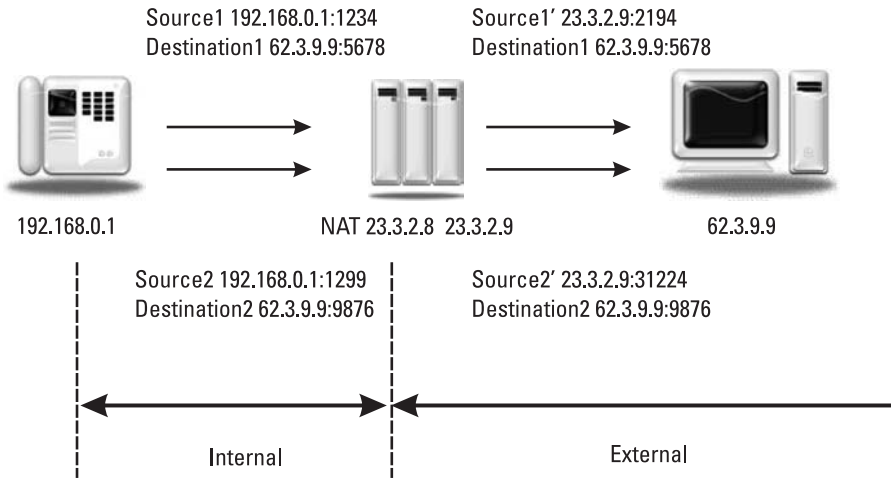 Source1 192.168.0.1:1234
Destination1 62.3.9.9:5678
Source1’ 23.3.2.9:2194
Destination1 62.3.9.9:5678
192.168.0.1
NAT 23.3.2.8 23.3.2.9
62.3.9.9
Source2 192.168.0.1:1299
Destination2 62.3.9.9:9876
Source2’ 23.3.2.9:31224
Destination2 62.3.9.9:9876
Internal
External